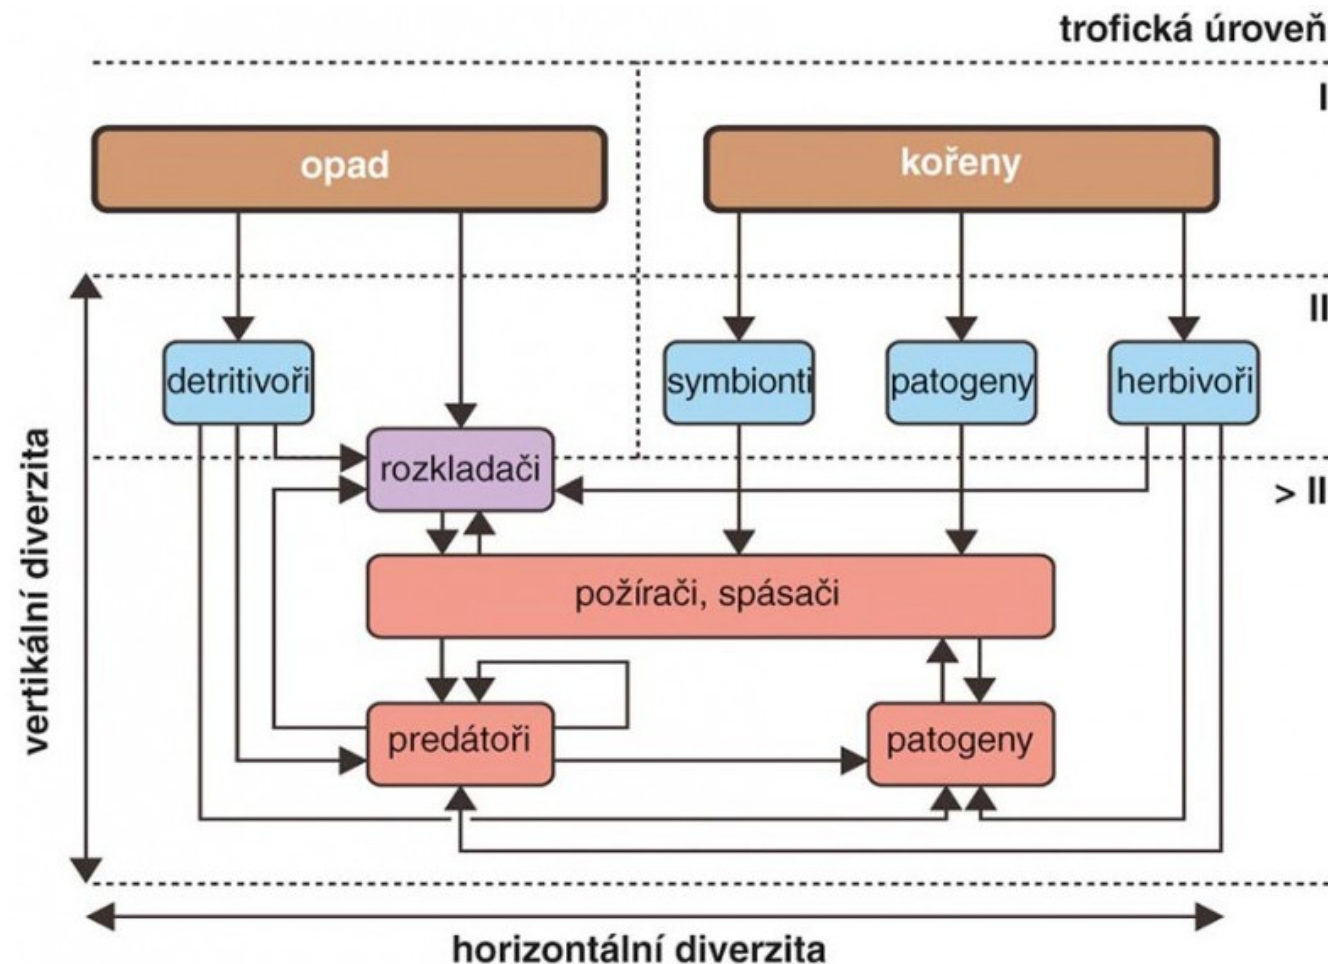 trofická úroveň
I
opad
kořeny
II
detritivoři
symbionti
patogeny
herbivoři
rozkladači
> II
požírači, spásači
predátoři
patogeny
vertikální diverzita
horizontální diverzita